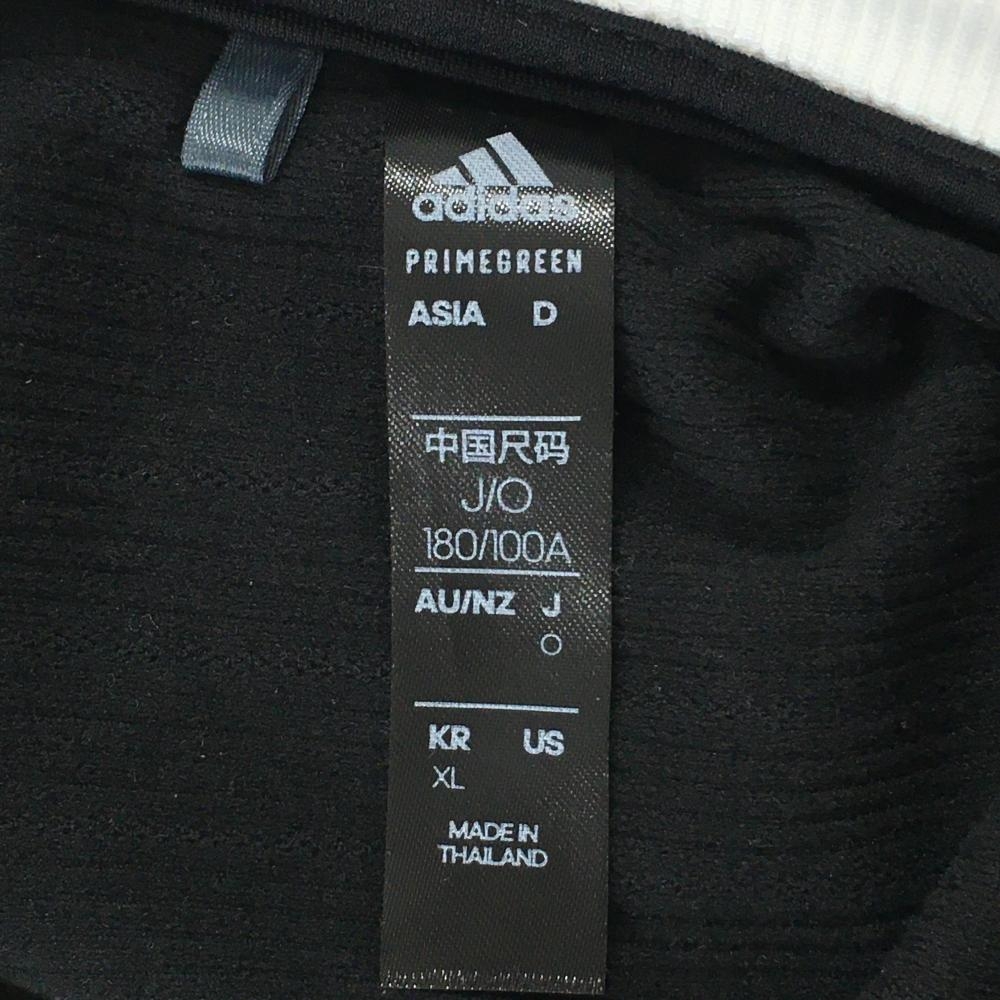 adidas
PRIMEGREEN
ASIA D
中国尺码
J/O
180/100A
AU/NZ J
O
KR US
XL
MADE IN
THAILAND